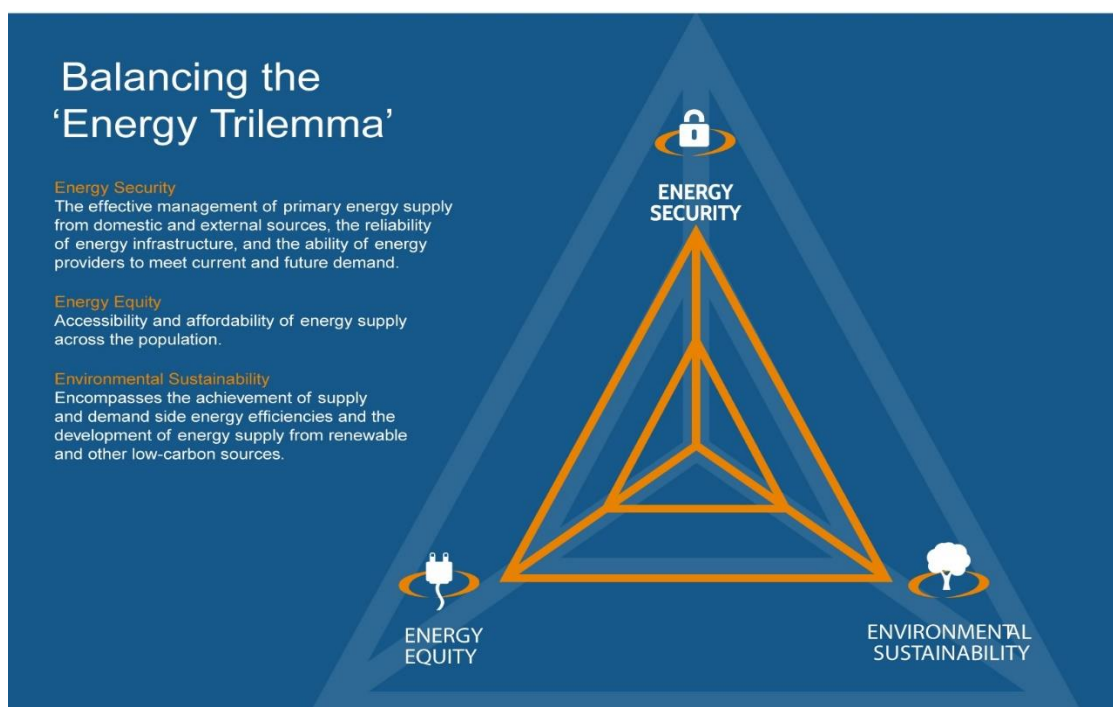 Balancing the
‘Energy Trilemma’
Energy Security
The effective management of primary energy supply
from domestic and external sources, the reliability
of energy infrastructure, and the ability of energy
providers to meet current and future demand.
Energy Equity
Accessibility and affordability of energy supply
across the population.
Environmental Sustainability
Encompasses the achievement of supply
and demand side energy efficiencies and the
development of energy supply from renewable
and other low-carbon sources.
ENERGY
SECURITY
ENERGY
EQUITY
ENVIRONMENTAL
SUSTAINABILITY